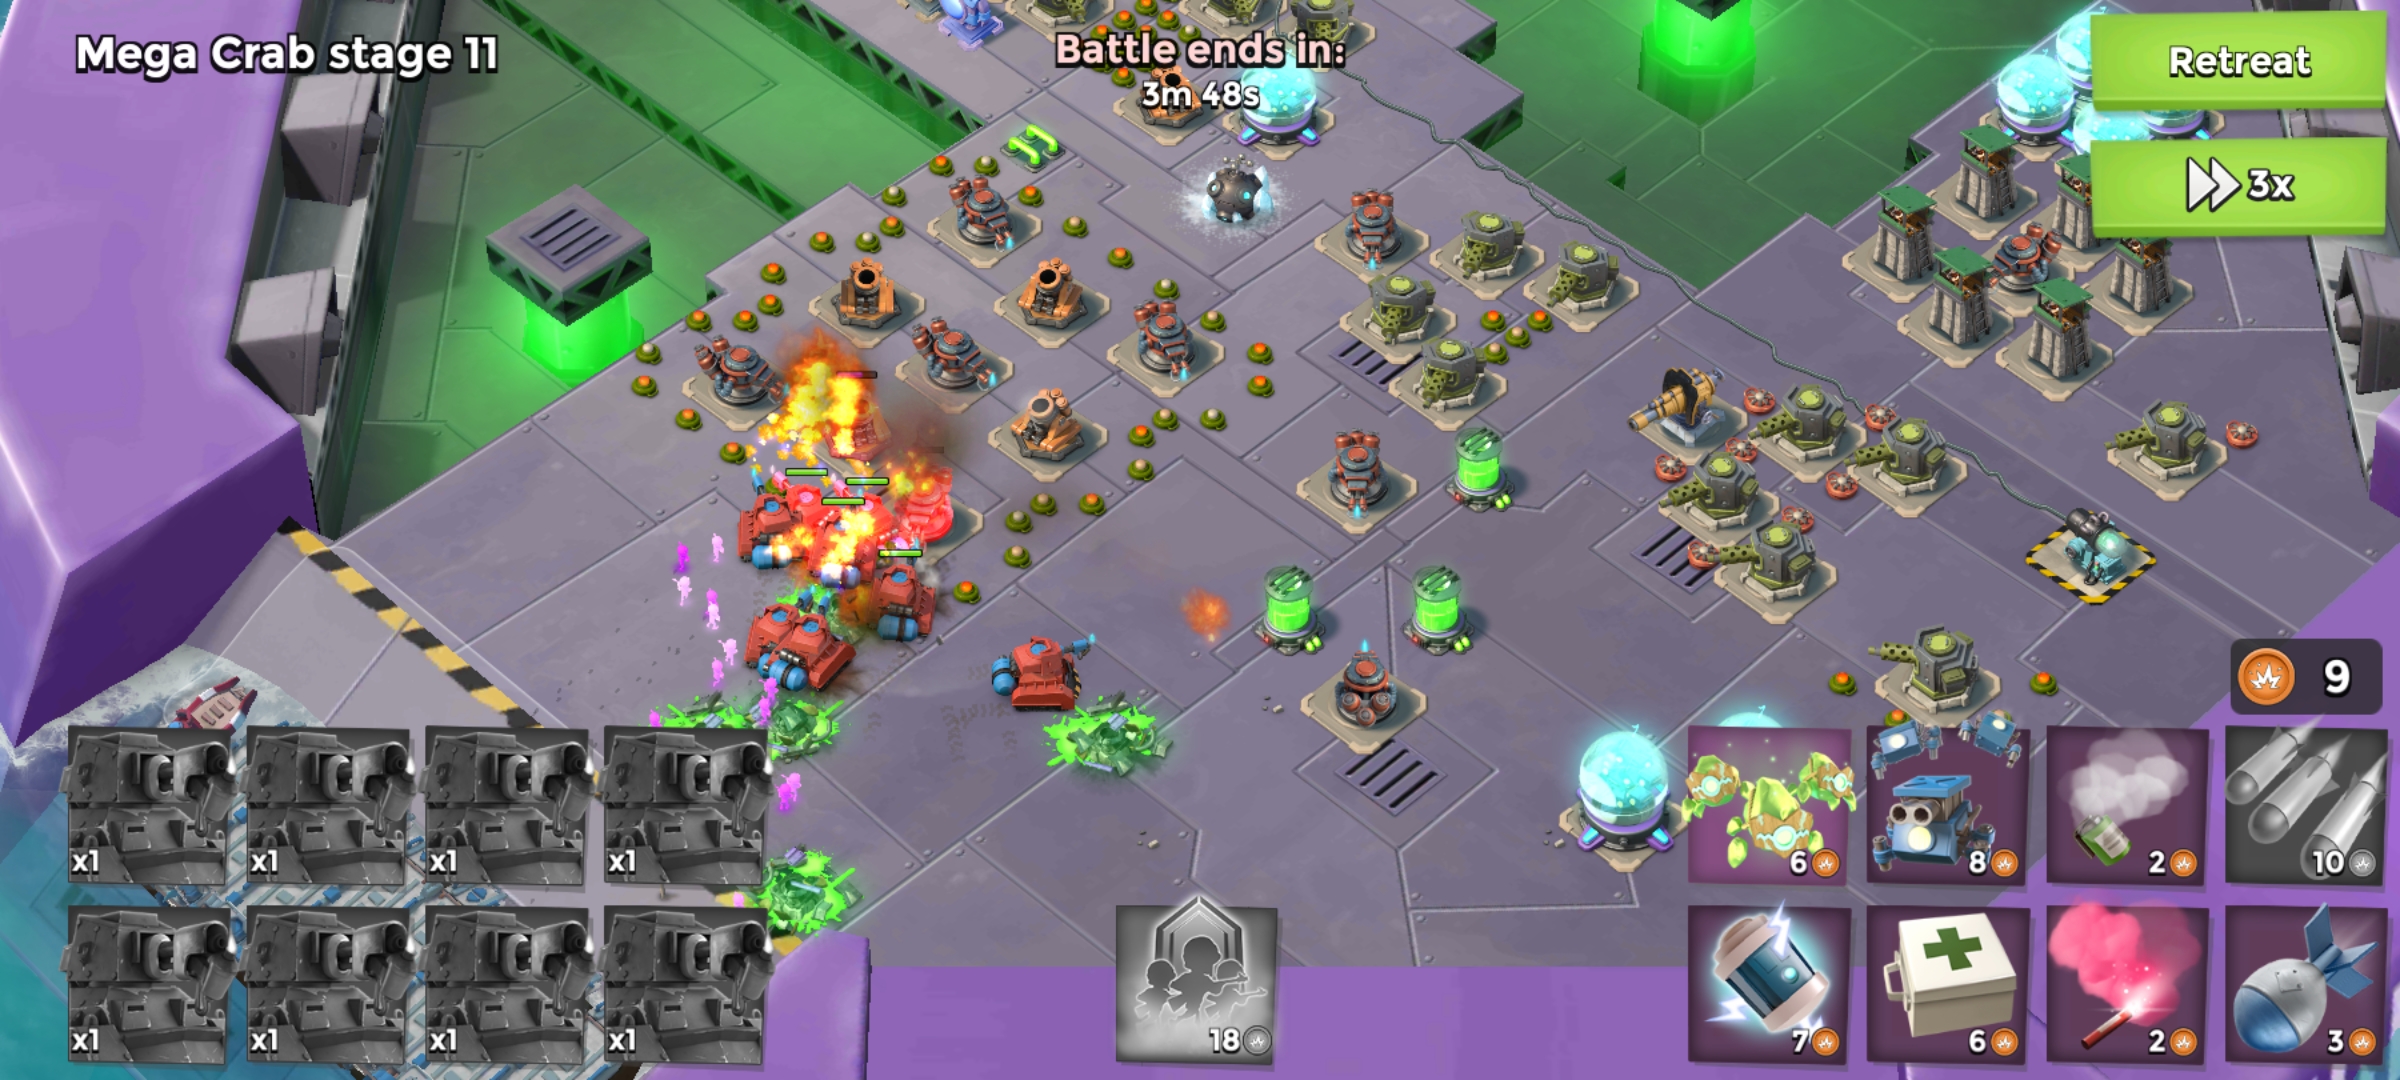 Mega Crab stage 11
Battle ends in:
3m 48s
Retreat
3x
9
6
8
2
10
x1
x1
x1
x1
x1
x1
x1
x1
18
7
6
2
3